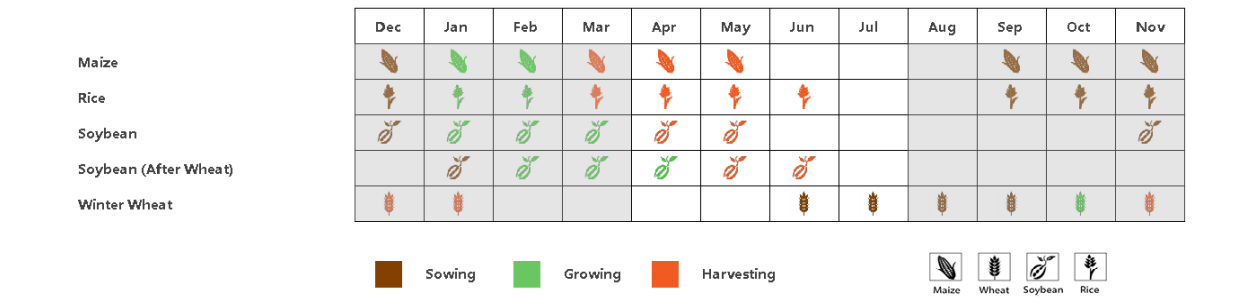 Dec Jan Feb Mar Apr May Jun Jul Aug Sep Oct Nov
Maize
Rice
Soybean
Soybean (After Wheat)
Winter Wheat
Sowing Growing Harvesting
Maize Wheat Soybean Rice